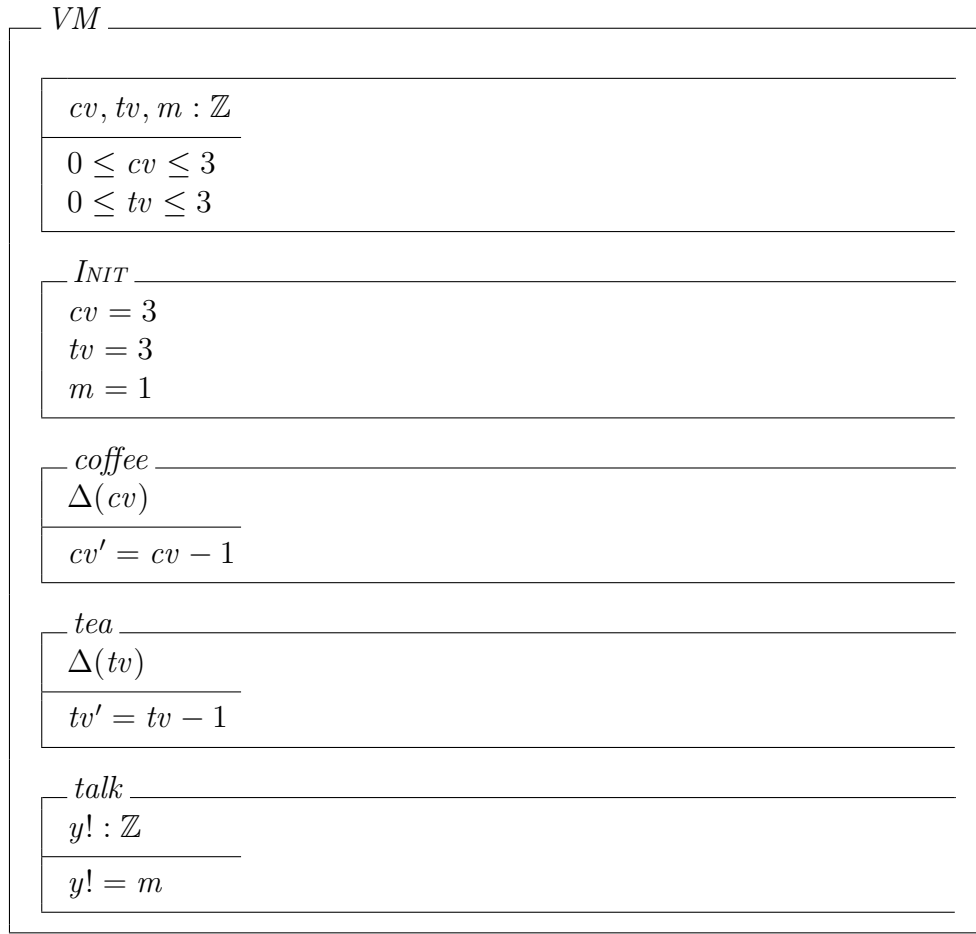 VM
cv, tv, m : ℤ
0 ≤ cv ≤ 3
0 ≤ tv ≤ 3
INIT
cv = 3
tv = 3
m = 1
coffee
Δ(cv)
cv′ = cv − 1
tea
Δ(tv)
tv′ = tv − 1
talk
y! : ℤ
y! = m